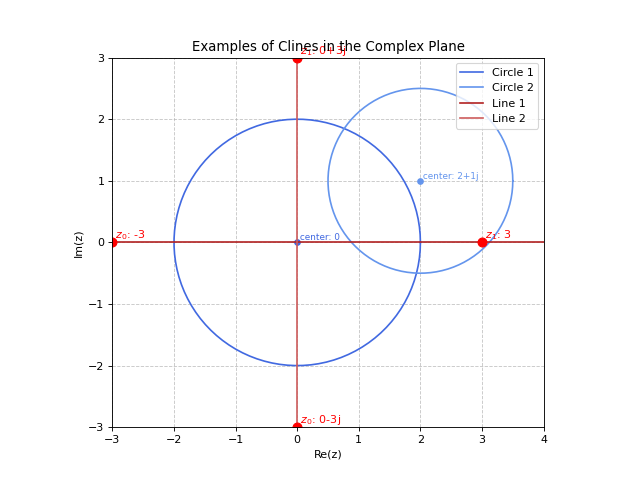 Examples of Clines in the Complex Plane
z₁: 0+3j
Circle 1
Circle 2
Line 1
Line 2
center: 2+1j
z₀: -3
z₁: 3
center: 0
z₀: 0-3j
3
2
1
0
−1
−2
−3
Im(z)
−3
−2
−1
0
1
2
3
4
Re(z)